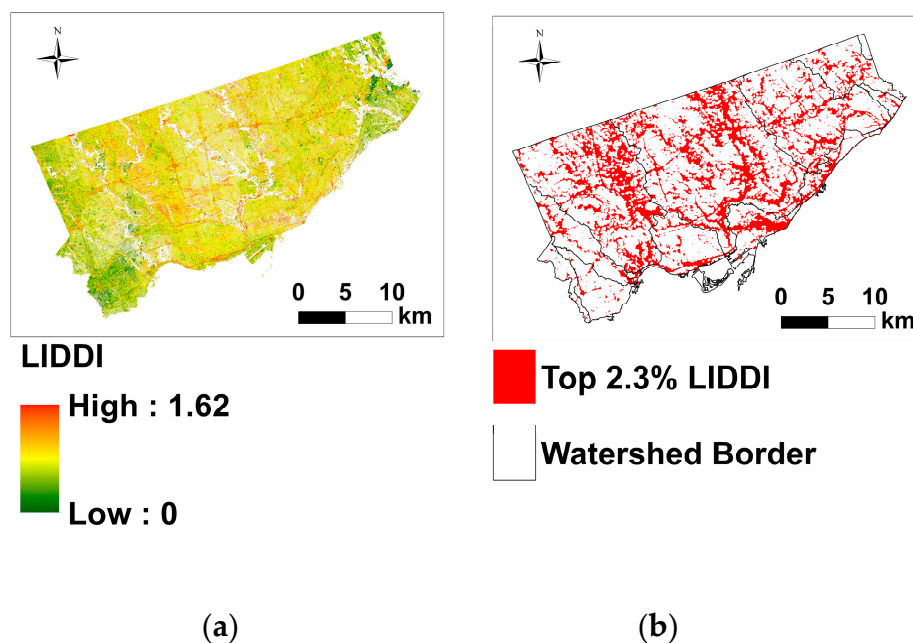 N
0 5 10
km
LIDDI
High : 1.62
Low : 0
(a)
N
0 5 10
km
Top 2.3% LIDDI
Watershed Border
(b)